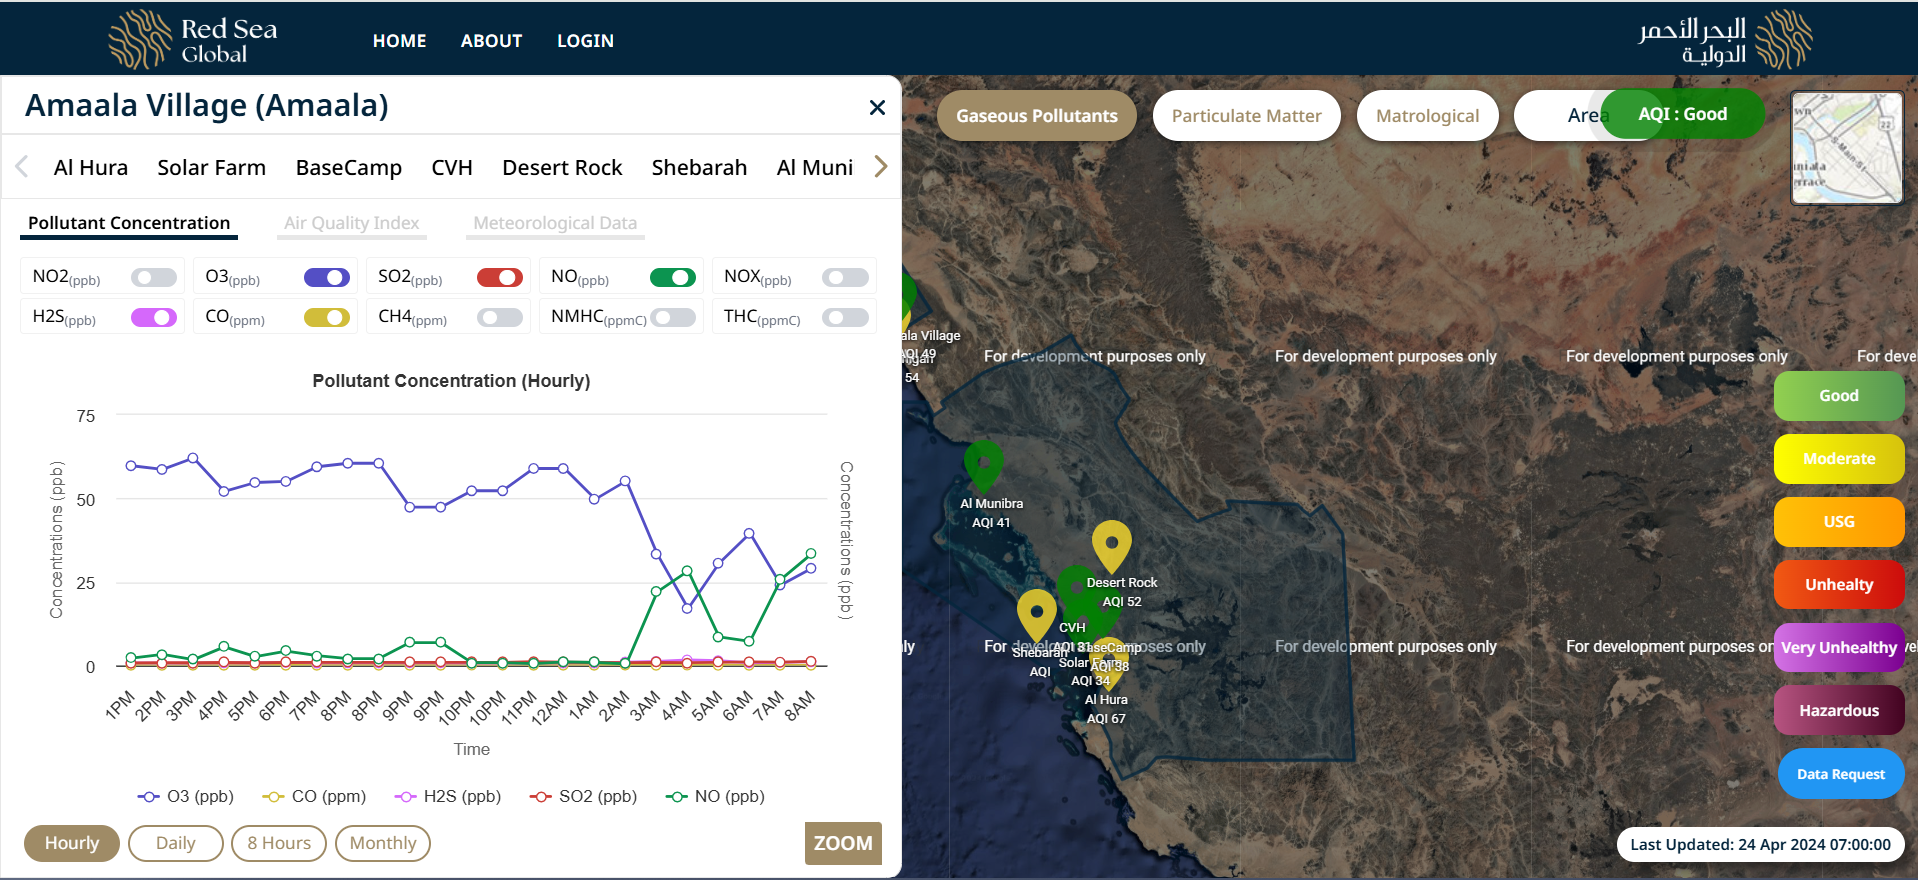 Red Sea
Global
HOME ABOUT LOGIN
البحر الأحمر
الدولية
Amaala Village (Amaala)
Al Hura Solar Farm BaseCamp CVH Desert Rock Shebarah Al Muni
Pollutant Concentration Air Quality Index Meteorological Data
NO2(ppb) O3(ppb) SO2(ppb) NO(ppb) NOX(ppb)
H2S(ppb) CO(ppm) CH4(ppm) NMHC(ppmC) THC(ppmC)
Pollutant Concentration (Hourly)
Concentrations (ppb)
75
50
25
0
Concentrations (ppb)
1PM 2PM 3PM 4PM 5PM 6PM 7PM 8PM 8PM 9PM 9PM 10PM 10PM 11PM 12AM 1AM 2AM 3AM 4AM 5AM 6AM 7AM 8AM
Time
O3 (ppb) CO (ppm) H2S (ppb) SO2 (ppb) NO (ppb)
Hourly Daily 8 Hours Monthly ZOOM
Gaseous Pollutants Particulate Matter Matrological Area AQI : Good
22
S-Main-St
ala Village
AQI 49
54
For development purposes only For development purposes only For development purposes only For deve
Al Munibra
AQI 41
Desert Rock
AQI 52
CVH
AQI 31
BaseCamp
AQI 38
ly For development purposes only For development purposes only For development purposes
Shebarah
AQI
Solar Farm
AQI 34
Al Hura
AQI 67
Good
Moderate
USG
Unhealty
Very Unhealthy
Hazardous
Data Request
Last Updated: 24 Apr 2024 07:00:00